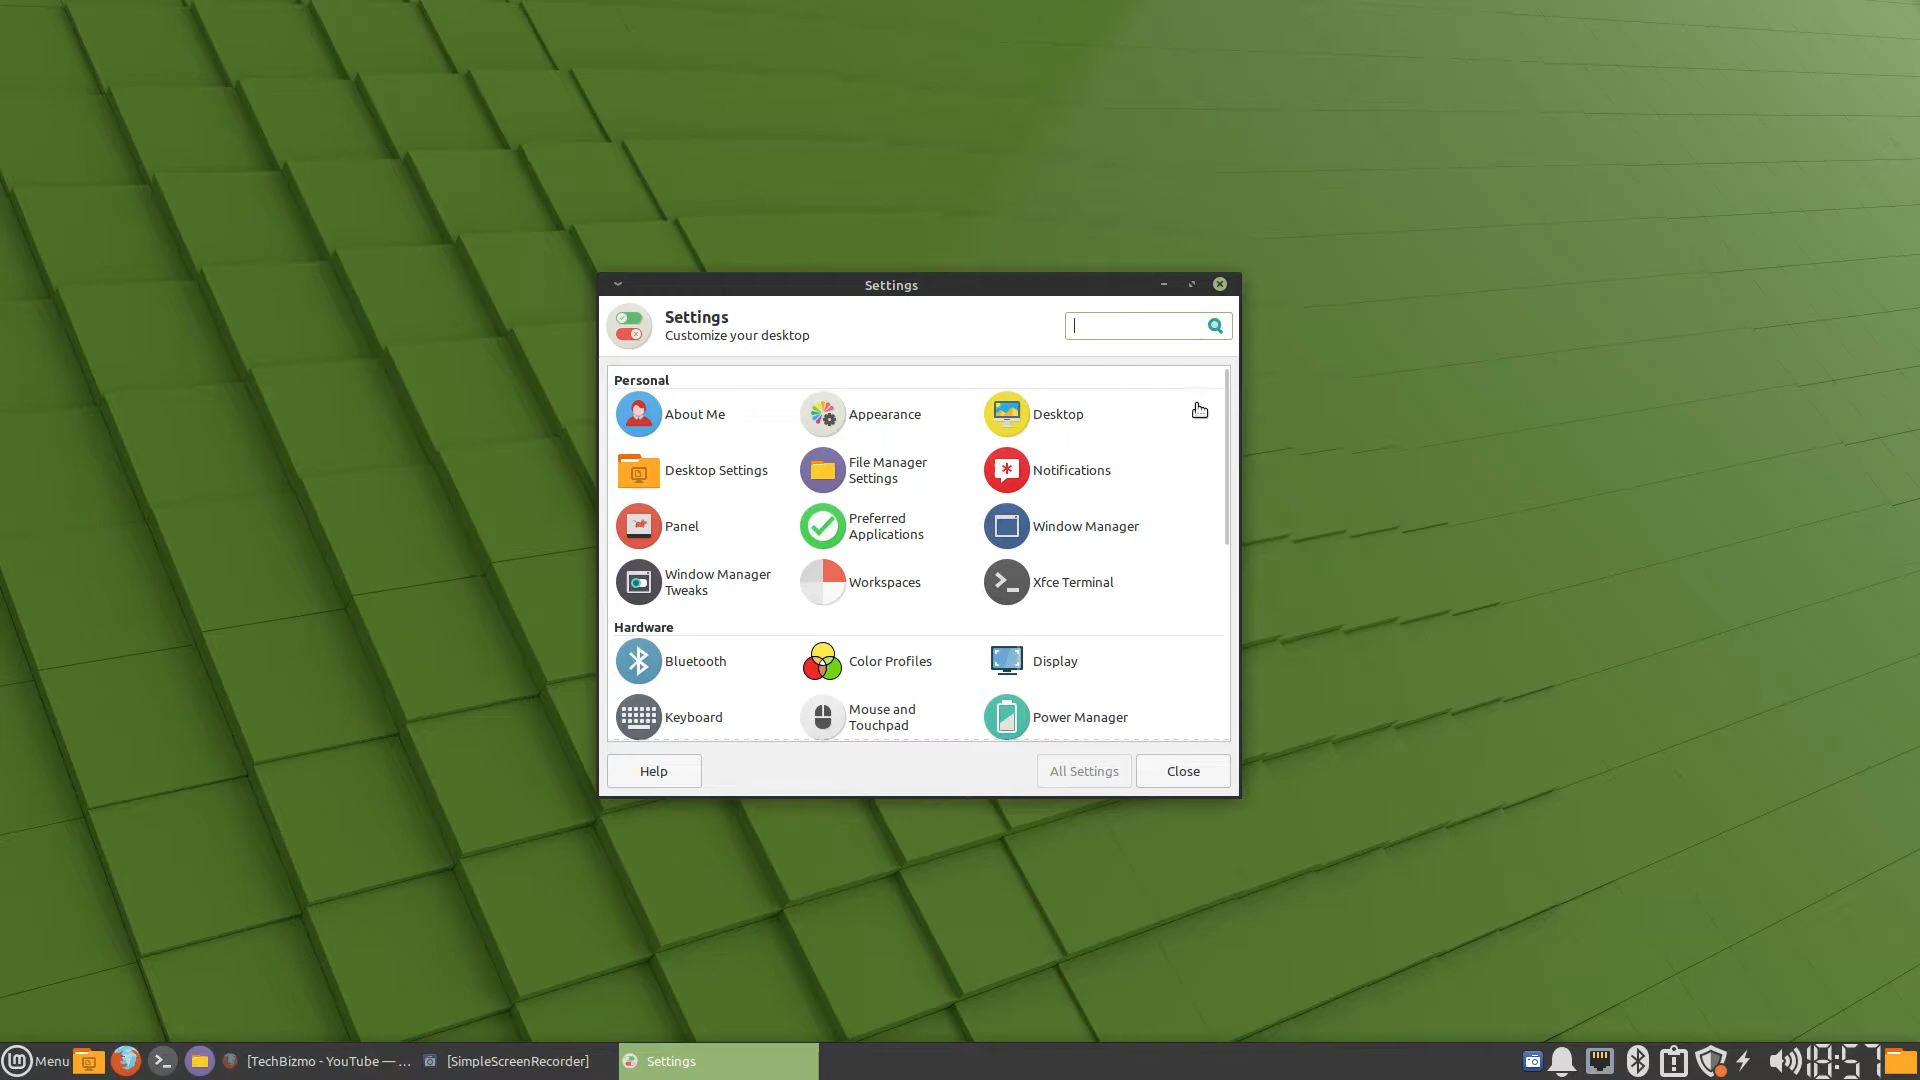 Settings
Settings
Customize your desktop
Personal
About Me
Appearance
Desktop
Desktop Settings
File Manager
Settings
Notifications
Panel
Preferred
Applications
Window Manager
Window Manager
Tweaks
Workspaces
Xfce Terminal
Hardware
Bluetooth
Color Profiles
Display
Keyboard
Mouse and
Touchpad
Power Manager
Help
All Settings
Close
Menu
[TechBizmo - YouTube — ...
[SimpleScreenRecorder]
Settings
18:57